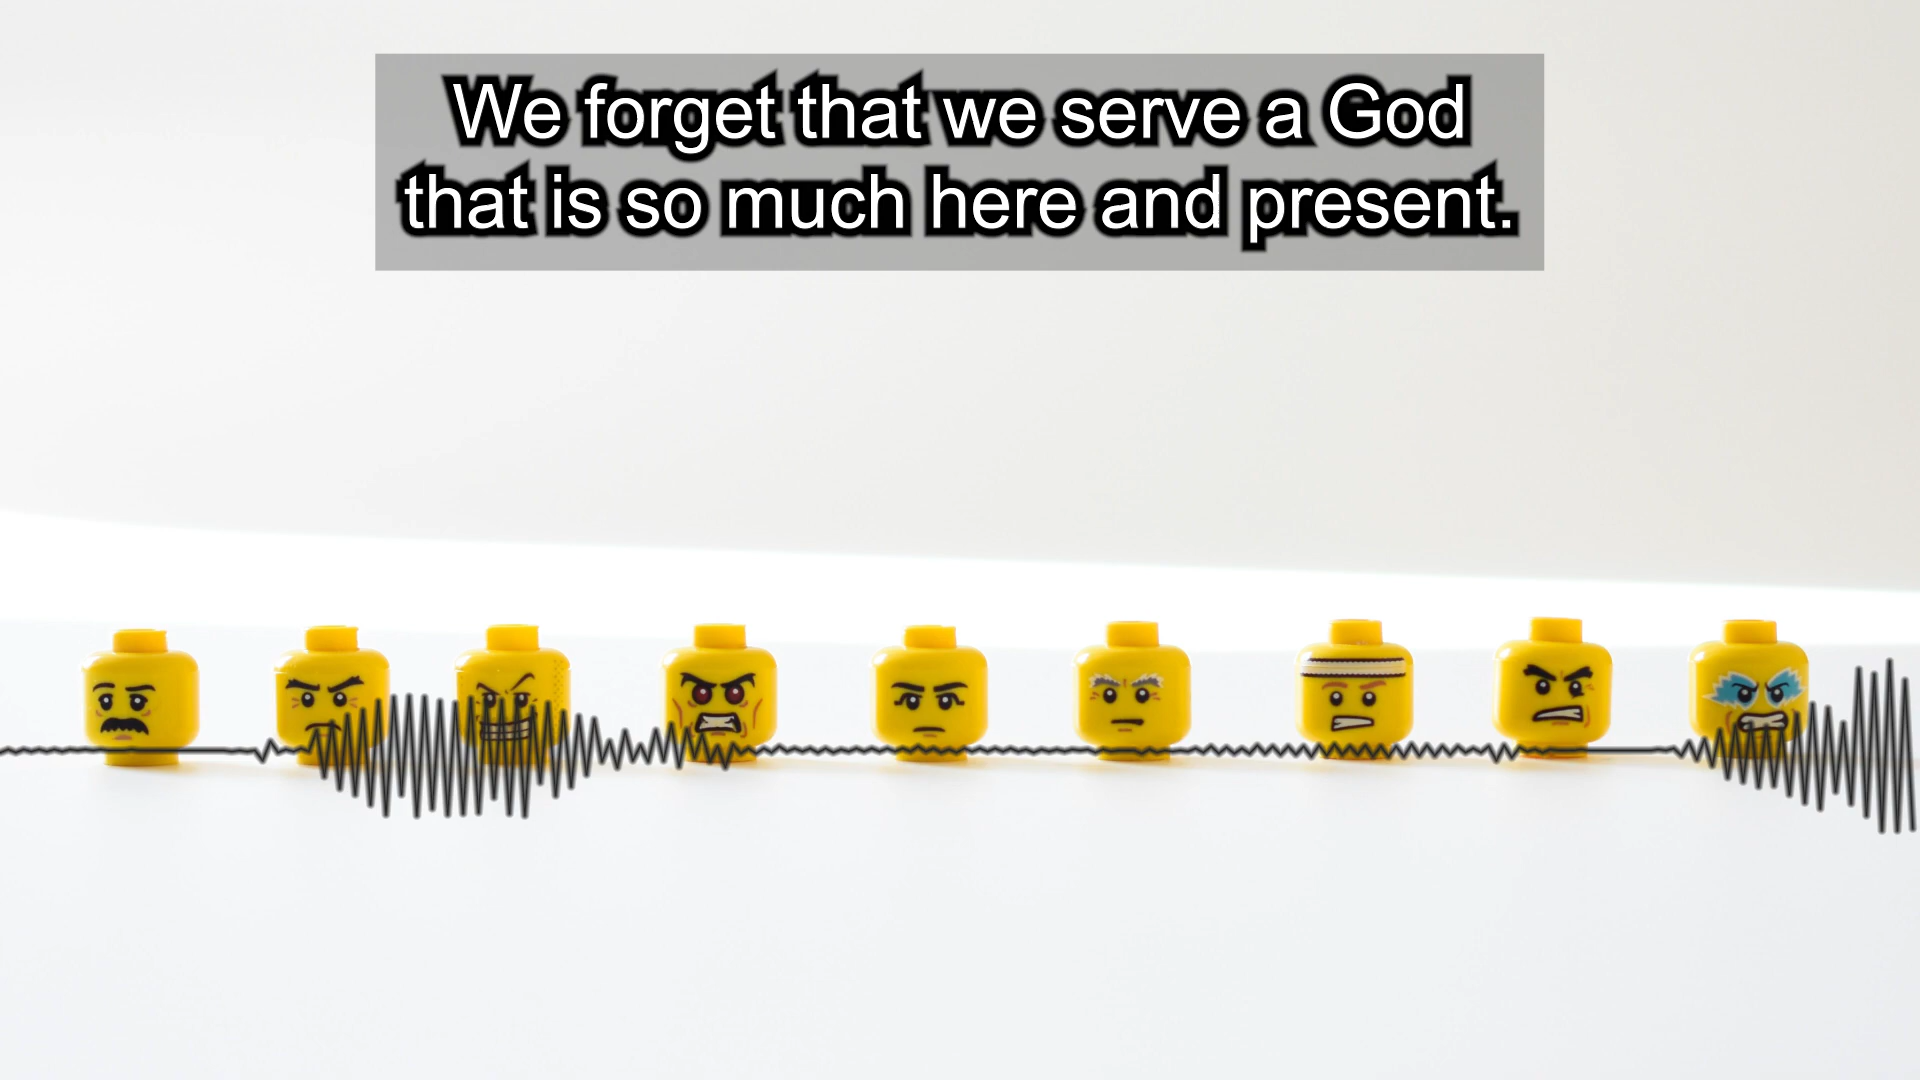 We forget that we serve a God
that is so much here and present.